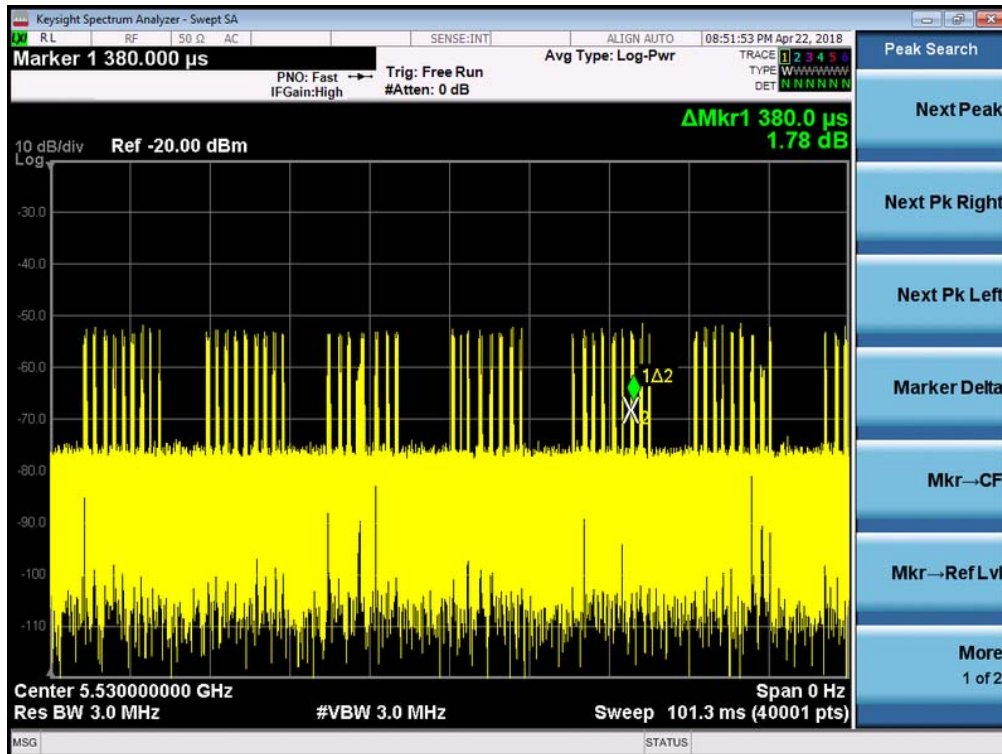 Keysight Spectrum Analyzer - Swept SA
LXI RL RF 50 Ω AC SENSE:INT ALIGN AUTO 08:51:53 PM Apr 22, 2018
Marker 1 380.000 μs
PNO: Fast
IFGain:High
Trig: Free Run
#Atten: 0 dB
Avg Type: Log-Pwr
TRACE 1 2 3 4 5 6
TYPE WWWWWW
DET N N N N N N
ΔMkr1 380.0 μs
1.78 dB
10 dB/div Ref -20.00 dBm
Log
-30.0
-40.0
-50.0
-60.0
-70.0
-80.0
-90.0
-100
-110
1Δ2
2
Center 5.530000000 GHz Span 0 Hz
Res BW 3.0 MHz #VBW 3.0 MHz Sweep 101.3 ms (40001 pts)
MSG STATUS
Peak Search
Next Peak
Next Pk Right
Next Pk Left
Marker Delta
Mkr→CF
Mkr→Ref Lvl
More
1 of 2